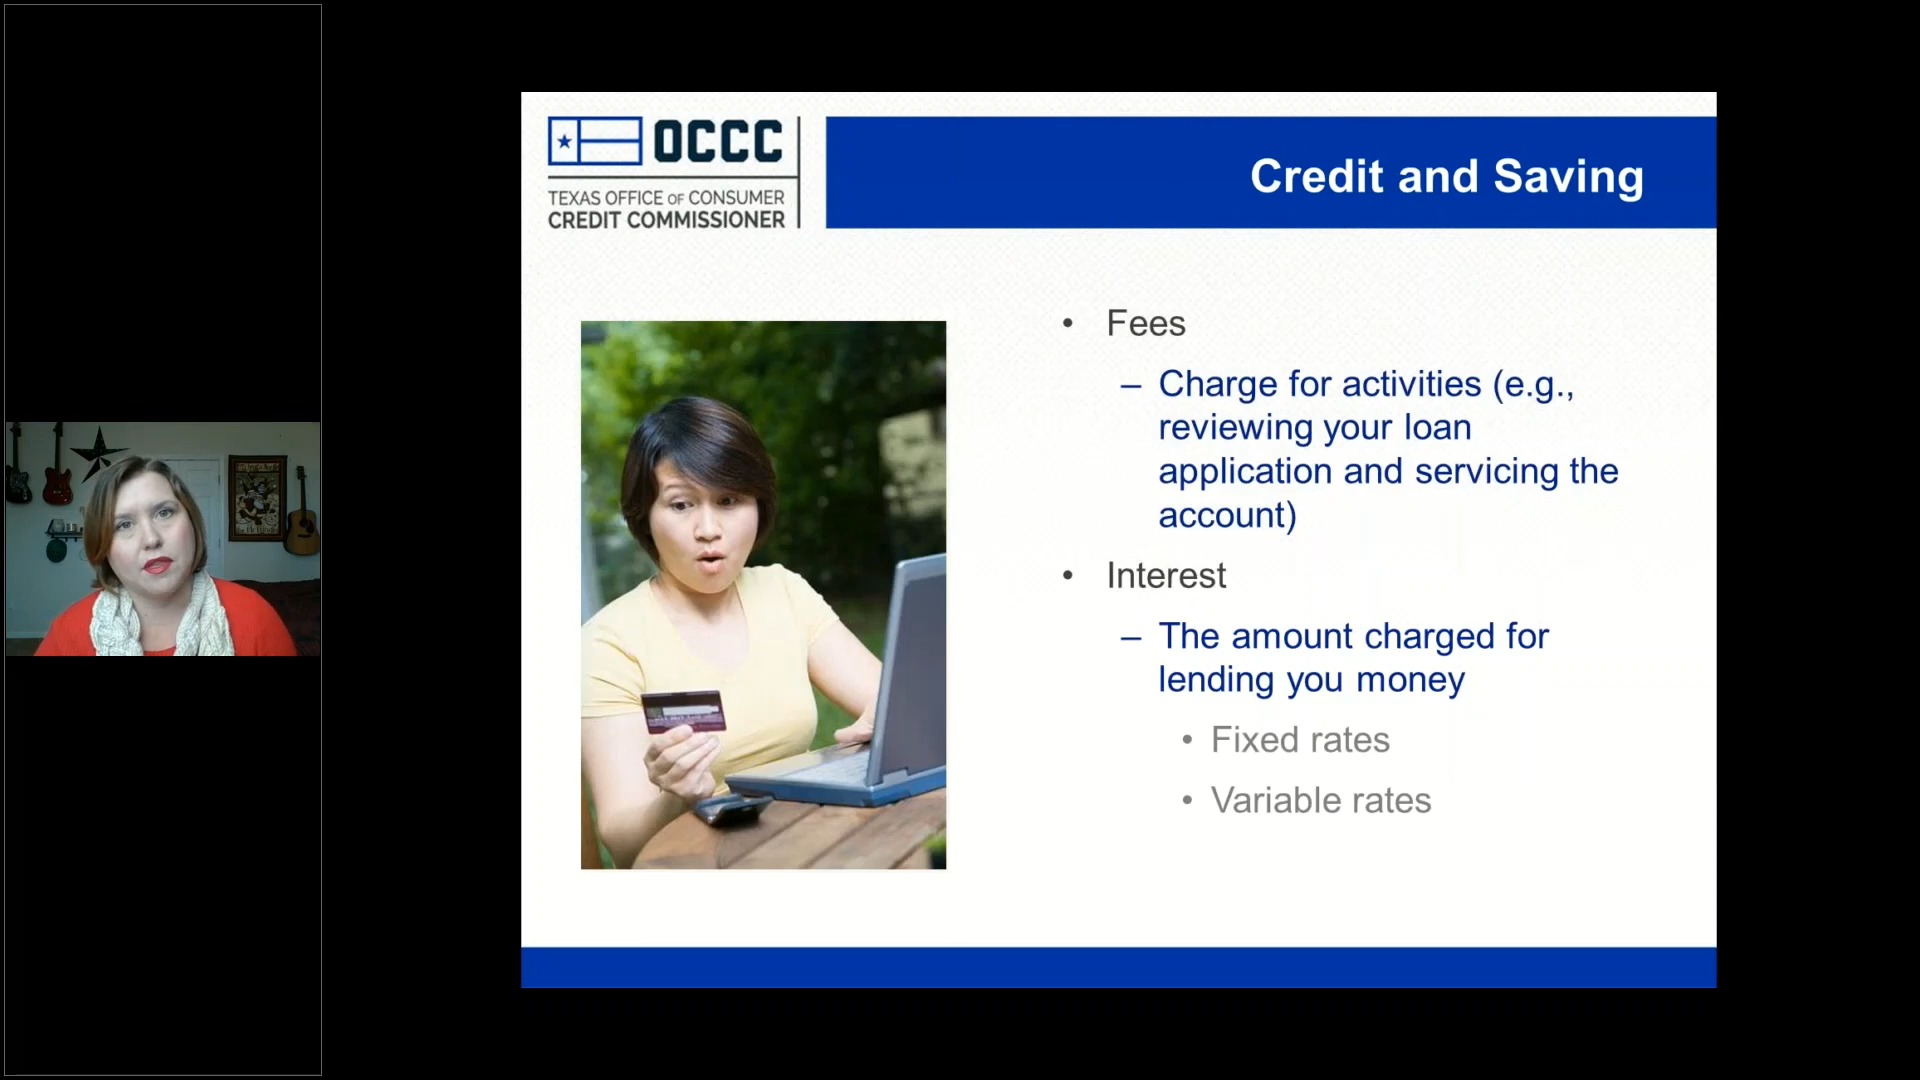 OCCC
TEXAS OFFICE OF CONSUMER
CREDIT COMMISSIONER
Credit and Saving
• Fees
– Charge for activities (e.g.,
reviewing your loan
application and servicing the
account)
• Interest
– The amount charged for
lending you money
• Fixed rates
• Variable rates